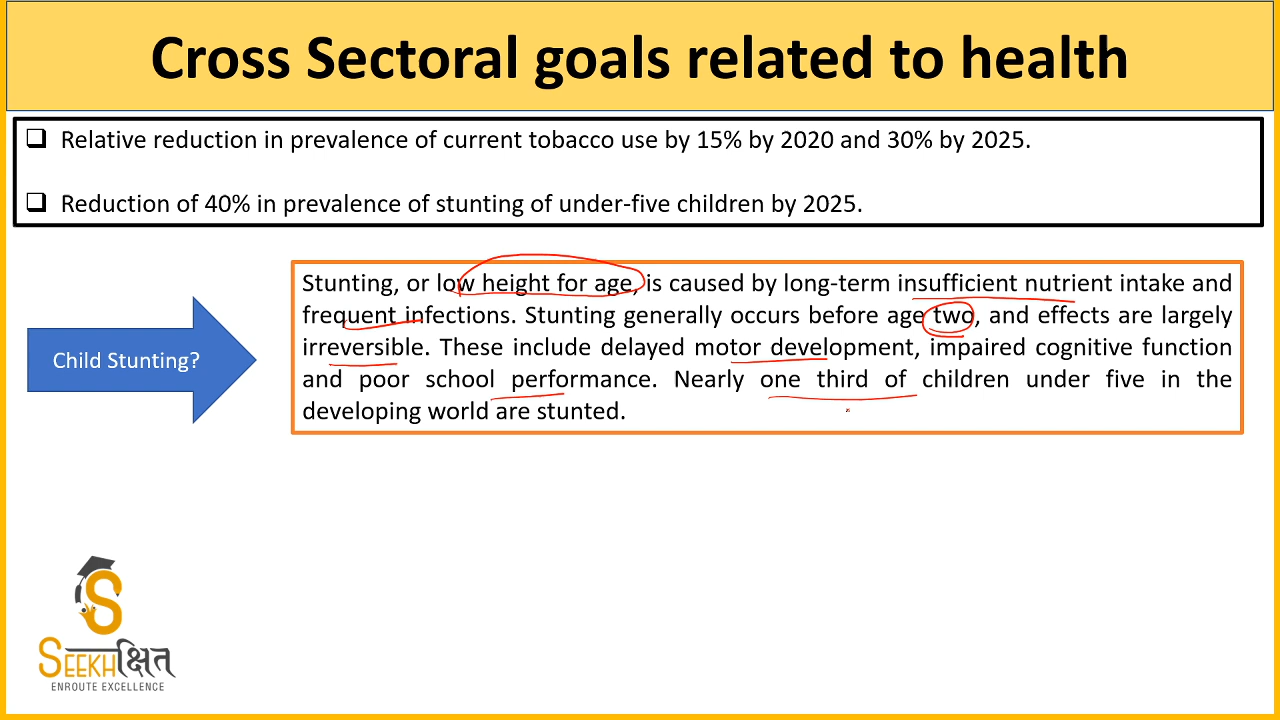 Cross Sectoral goals related to health
❑ Relative reduction in prevalence of current tobacco use by 15% by 2020 and 30% by 2025.
❑ Reduction of 40% in prevalence of stunting of under-five children by 2025.
Child Stunting?
Stunting, or low height for age, is caused by long-term insufficient nutrient intake and
frequent infections. Stunting generally occurs before age two, and effects are largely
irreversible. These include delayed motor development, impaired cognitive function
and poor school performance. Nearly one third of children under five in the
developing world are stunted.
S
SEEKHक्षित
ENROUTE EXCELLENCE